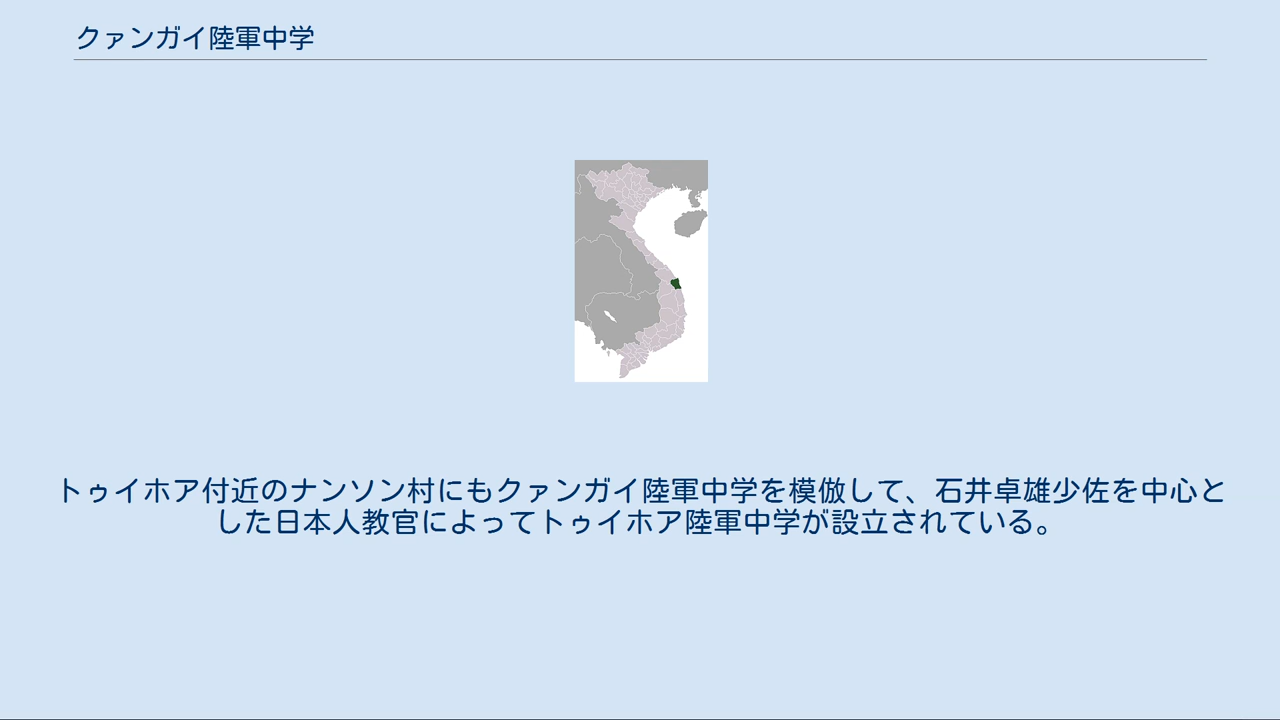 クァンガイ陸軍中学
トゥイホア付近のナンソン村にもクァンガイ陸軍中学を模倣して、石井卓雄少佐を中心と
した日本人教官によってトゥイホア陸軍中学が設立されている。